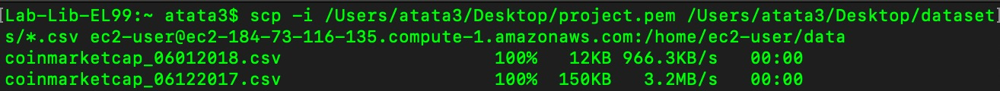 [Lab-Lib-EL99:~ atata3$ scp -i /Users/atata3/Desktop/project.pem /Users/atata3/Desktop/dataset]
s/*.csv ec2-user@ec2-184-73-116-135.compute-1.amazonaws.com:/home/ec2-user/data
coinmarketcap_06012018.csv 100% 12KB 966.3KB/s 00:00
coinmarketcap_06122017.csv 100% 150KB 3.2MB/s 00:00